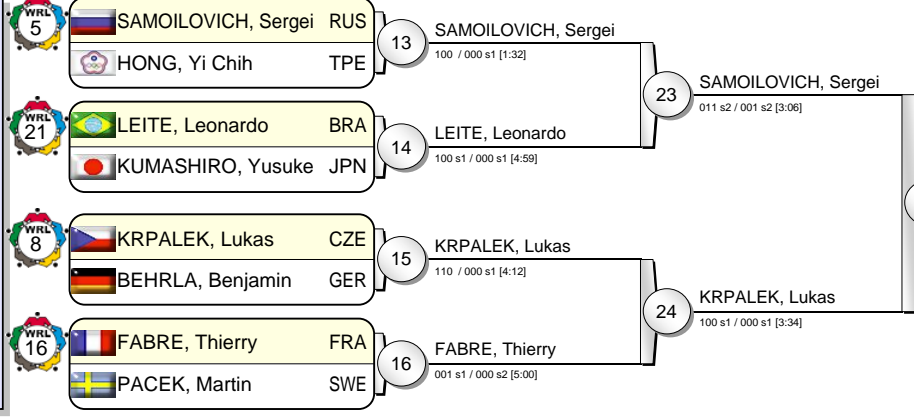 WRL
5
SAMOILOVICH, Sergei RUS
HONG, Yi Chih TPE
13
SAMOILOVICH, Sergei
100 / 000 s1 [1:32]
23
SAMOILOVICH, Sergei
011 s2 / 001 s2 [3:06]
WRL
21
LEITE, Leonardo BRA
KUMASHIRO, Yusuke JPN
14
LEITE, Leonardo
100 s1 / 000 s1 [4:59]
WRL
8
KRPALEK, Lukas CZE
BEHRLA, Benjamin GER
15
KRPALEK, Lukas
110 / 000 s1 [4:12]
24
KRPALEK, Lukas
100 s1 / 000 s1 [3:34]
WRL
16
FABRE, Thierry FRA
PACEK, Martin SWE
16
FABRE, Thierry
001 s1 / 000 s2 [5:00]